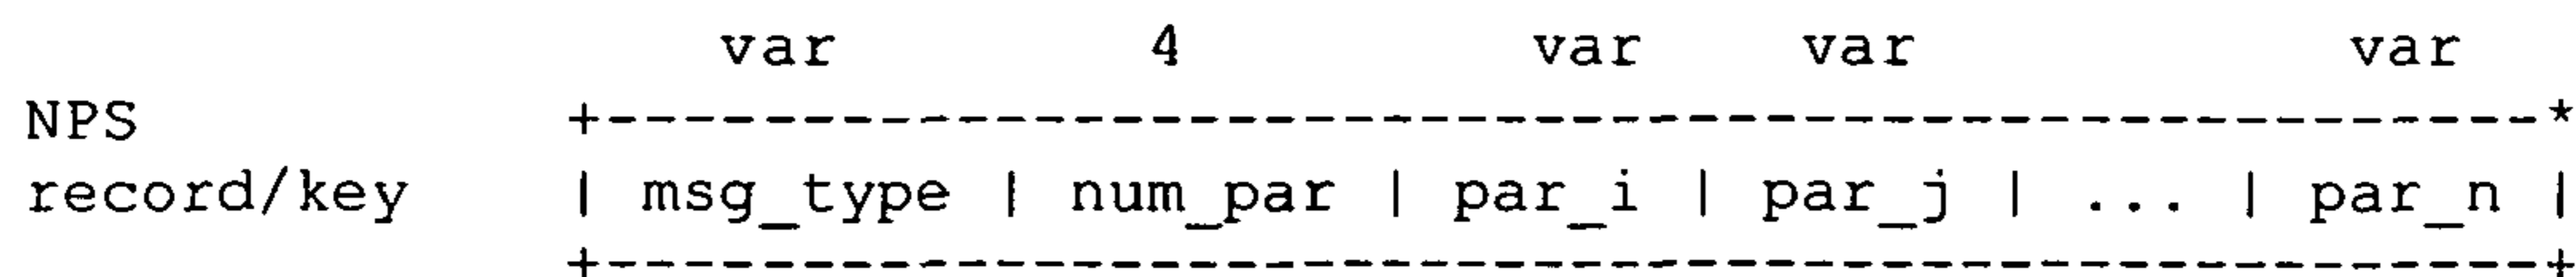 var 4 var var var
NPS +----------------------------------*
record/key | msg_type | num_par | par_i | par_j | ... | par_n |
+----------------------------------+